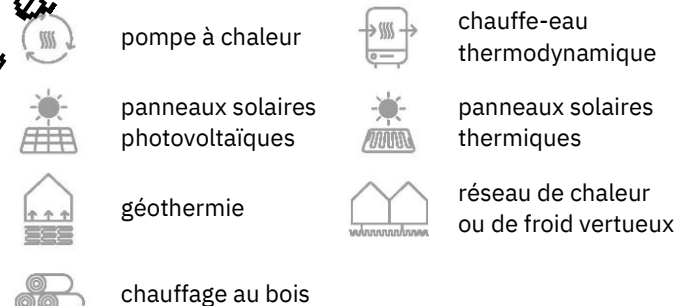 pompe à chaleur
chauffe-eau
thermodynamique
panneaux solaires
photovoltaïques
panneaux solaires
thermiques
géothermie
réseau de chaleur
ou de froid vertueux
chauffage au bois